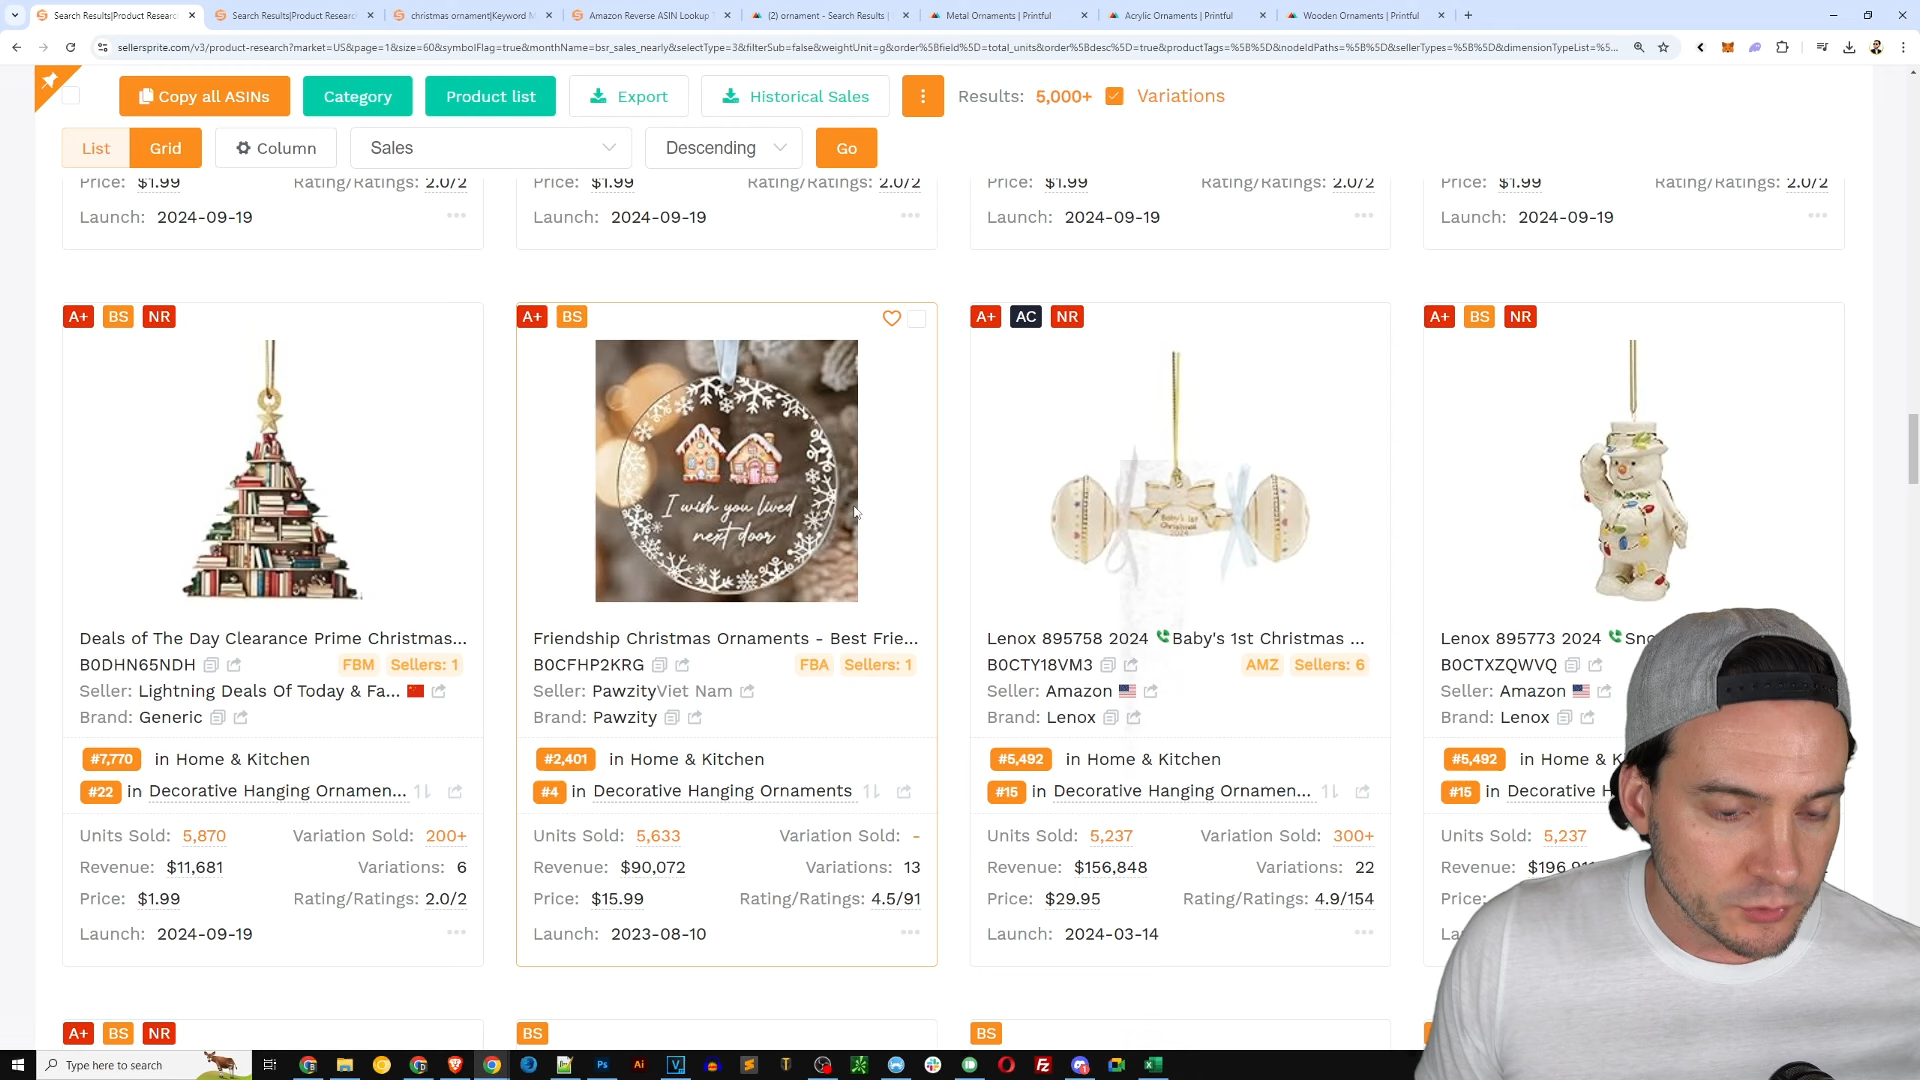 Search Results|Product Researc
Search Results|Product Researc
christmas ornament|Keyword M
Amazon Reverse ASIN Lookup
(2) ornament - Search Results |
Metal Ornaments | Printful
Acrylic Ornaments | Printful
Wooden Ornaments | Printful
sellersprite.com/v3/product-research?market=US&page=1&size=60&symbolFlag=true&monthName=bsr_sales_nearly&selectType=3&filterSub=false&weightUnit=g&order%5Bfield%5D=total_units&order%5Bdesc%5D=true&productTags=%5B%5D&nodeIdPaths=%5B%5D&sellerTypes=%5B%5D&dimensionTypeList=%5...
Copy all ASINs
Category
Product list
Export
Historical Sales
Results: 5,000+
Variations
List
Grid
Column
Sales
Descending
Go
Price: $1.99 Rating/Ratings: 2.0/2
Price: $1.99 Rating/Ratings: 2.0/2
Price: $1.99 Rating/Ratings: 2.0/2
Price: $1.99 Rating/Ratings: 2.0/2
Launch: 2024-09-19
Launch: 2024-09-19
Launch: 2024-09-19
Launch: 2024-09-19
A+ BS NR
Deals of The Day Clearance Prime Christmas...
B0DHN65NDH FBM Sellers: 1
Seller: Lightning Deals Of Today & Fa...
Brand: Generic
#7,770 in Home & Kitchen
#22 in Decorative Hanging Ornamen...
Units Sold: 5,870 Variation Sold: 200+
Revenue: $11,681 Variations: 6
Price: $1.99 Rating/Ratings: 2.0/2
Launch: 2024-09-19
A+ BS
I wish you lived
next door
Friendship Christmas Ornaments - Best Frie...
B0CFHP2KRG FBA Sellers: 1
Seller: PawzityViet Nam
Brand: Pawzity
#2,401 in Home & Kitchen
#4 in Decorative Hanging Ornaments
Units Sold: 5,633 Variation Sold: -
Revenue: $90,072 Variations: 13
Price: $15.99 Rating/Ratings: 4.5/91
Launch: 2023-08-10
A+ AC NR
Baby's 1st
Christmas
2024
Lenox 895758 2024 Baby's 1st Christmas ...
B0CTY18VM3 AMZ Sellers: 6
Seller: Amazon
Brand: Lenox
#5,492 in Home & Kitchen
#15 in Decorative Hanging Ornamen...
Units Sold: 5,237 Variation Sold: 300+
Revenue: $156,848 Variations: 22
Price: $29.95 Rating/Ratings: 4.9/154
Launch: 2024-03-14
A+ BS NR
Lenox 895773 2024 Sno
B0CTXZQWVQ
Seller: Amazon
Brand: Lenox
#5,492 in Home & K
#15 in Decorative H
Units Sold: 5,237
Revenue: $196
Price:
La
A+ BS NR
BS
BS
Type here to search